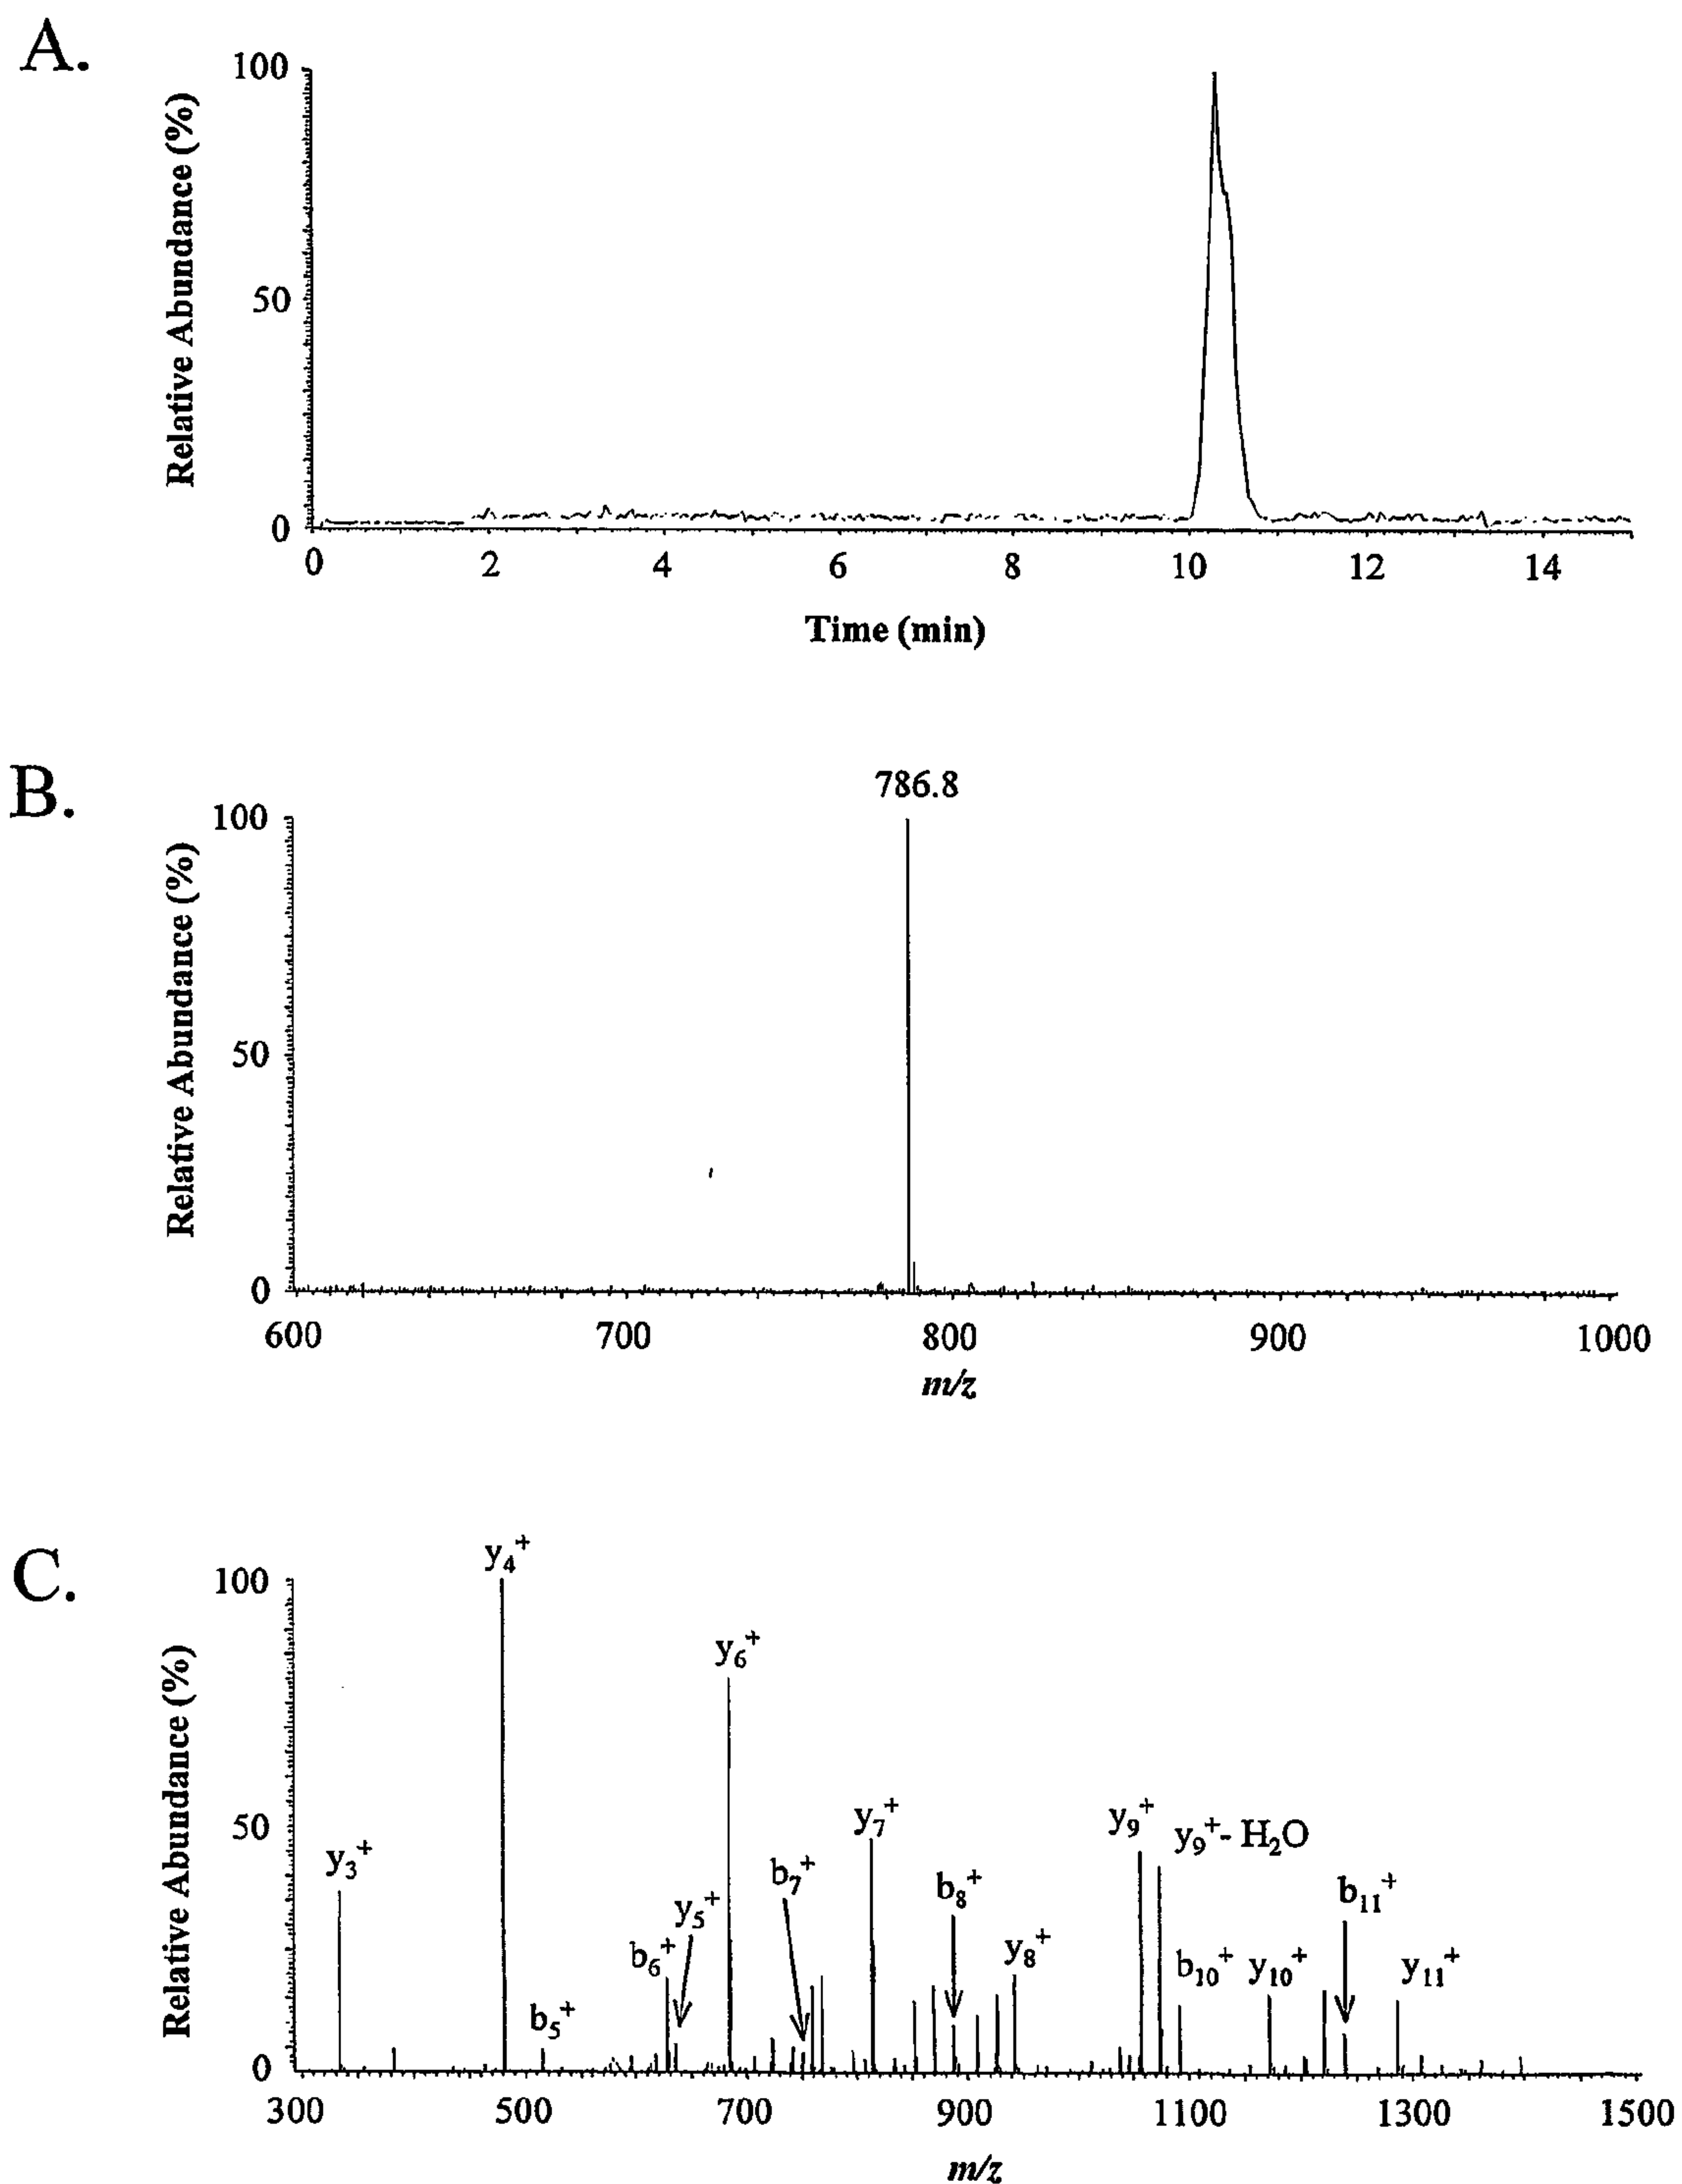 A.
Relative Abundance (%)
100
50
0
0 2 4 6 8 10 12 14
Time (min)
B.
786.8
Relative Abundance (%)
100
50
0
600 700 800 900 1000
m/z
C.
Relative Abundance (%)
100
50
0
y₃⁺
y₄⁺
b₅⁺
b₆⁺
y₅⁺
y₆⁺
b₇⁺
y₇⁺
b₈⁺
y₈⁺
y₉⁺
y₉⁺- H₂O
b₁₀⁺
y₁₀⁺
b₁₁⁺
y₁₁⁺
300 500 700 900 1100 1300 1500
m/z